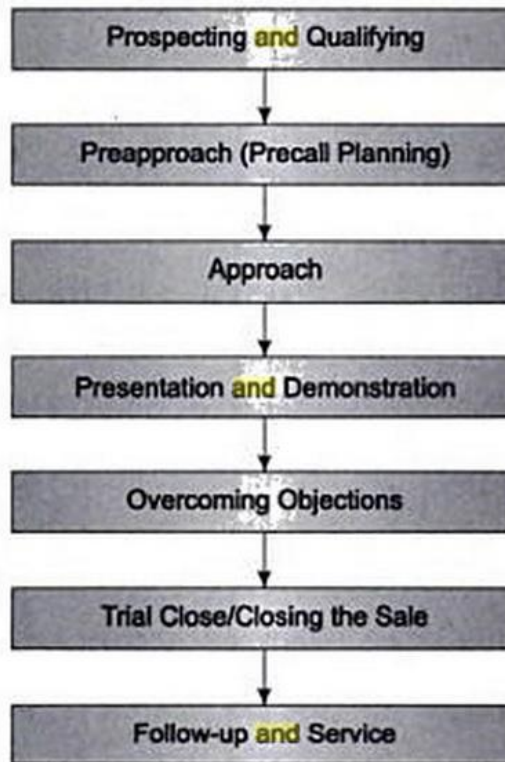 Prospecting and Qualifying
Preapproach (Precall Planning)
Approach
Presentation and Demonstration
Overcoming Objections
Trial Close/Closing the Sale
Follow-up and Service